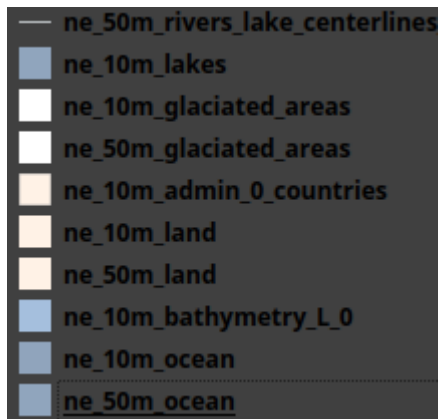 ne_50m_rivers_lake_centerlines
ne_10m_lakes
ne_10m_glaciated_areas
ne_50m_glaciated_areas
ne_10m_admin_0_countries
ne_10m_land
ne_50m_land
ne_10m_bathymetry_L_0
ne_10m_ocean
ne_50m_ocean